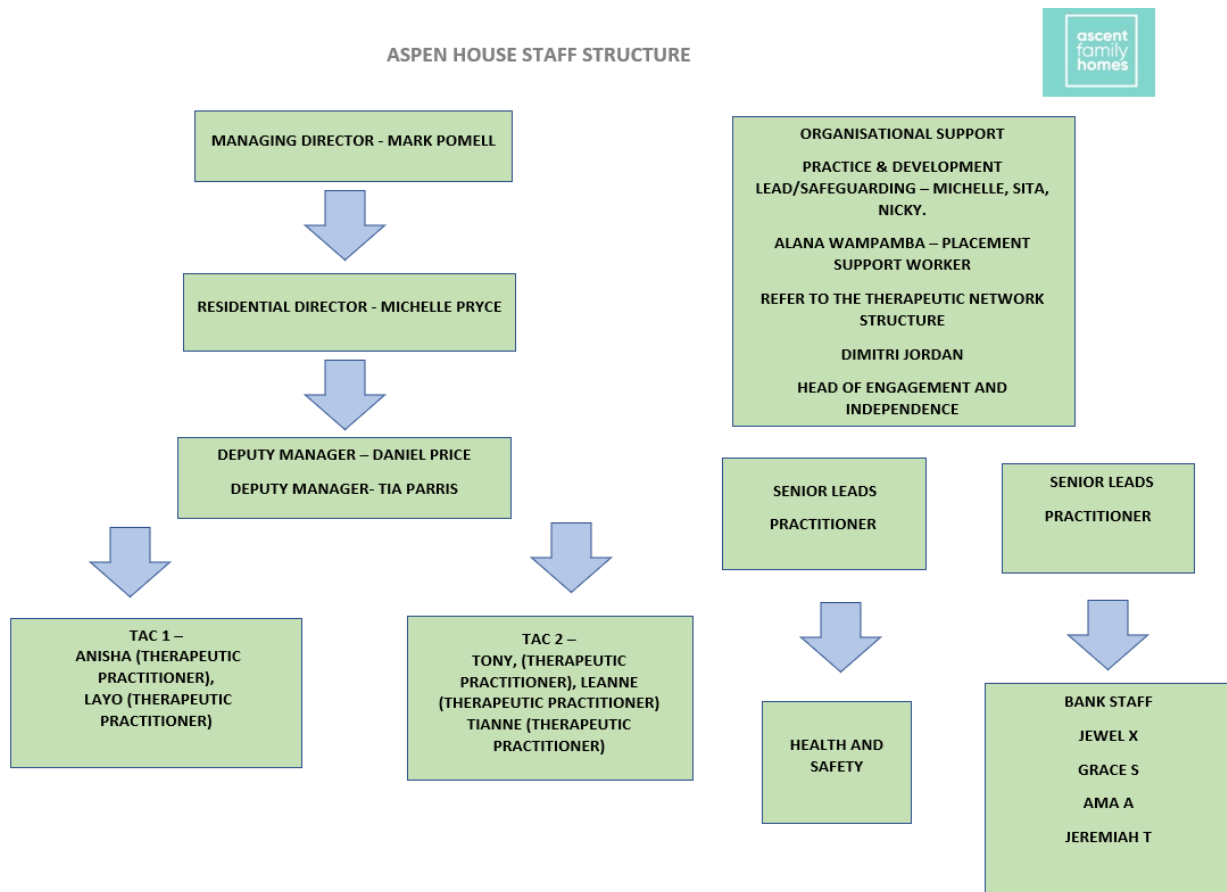 ASPEN HOUSE STAFF STRUCTURE
ascent
family
homes
MANAGING DIRECTOR - MARK POMELL
RESIDENTIAL DIRECTOR - MICHELLE PRYCE
DEPUTY MANAGER – DANIEL PRICE
DEPUTY MANAGER- TIA PARRIS
TAC 1 –
ANISHA (THERAPEUTIC
PRACTITIONER),
LAYO (THERAPEUTIC
PRACTITIONER)
TAC 2 –
TONY, (THERAPEUTIC
PRACTITIONER), LEANNE
(THERAPEUTIC PRACTITIONER)
TIANNE (THERAPEUTIC
PRACTITIONER)
ORGANISATIONAL SUPPORT
PRACTICE & DEVELOPMENT
LEAD/SAFEGUARDING – MICHELLE, SITA,
NICKY.
ALANA WAMPAMBA – PLACEMENT
SUPPORT WORKER
REFER TO THE THERAPEUTIC NETWORK
STRUCTURE
DIMITRI JORDAN
HEAD OF ENGAGEMENT AND
INDEPENDENCE
SENIOR LEADS
PRACTITIONER
HEALTH AND
SAFETY
SENIOR LEADS
PRACTITIONER
BANK STAFF
JEWEL X
GRACE S
AMA A
JEREMIAH T